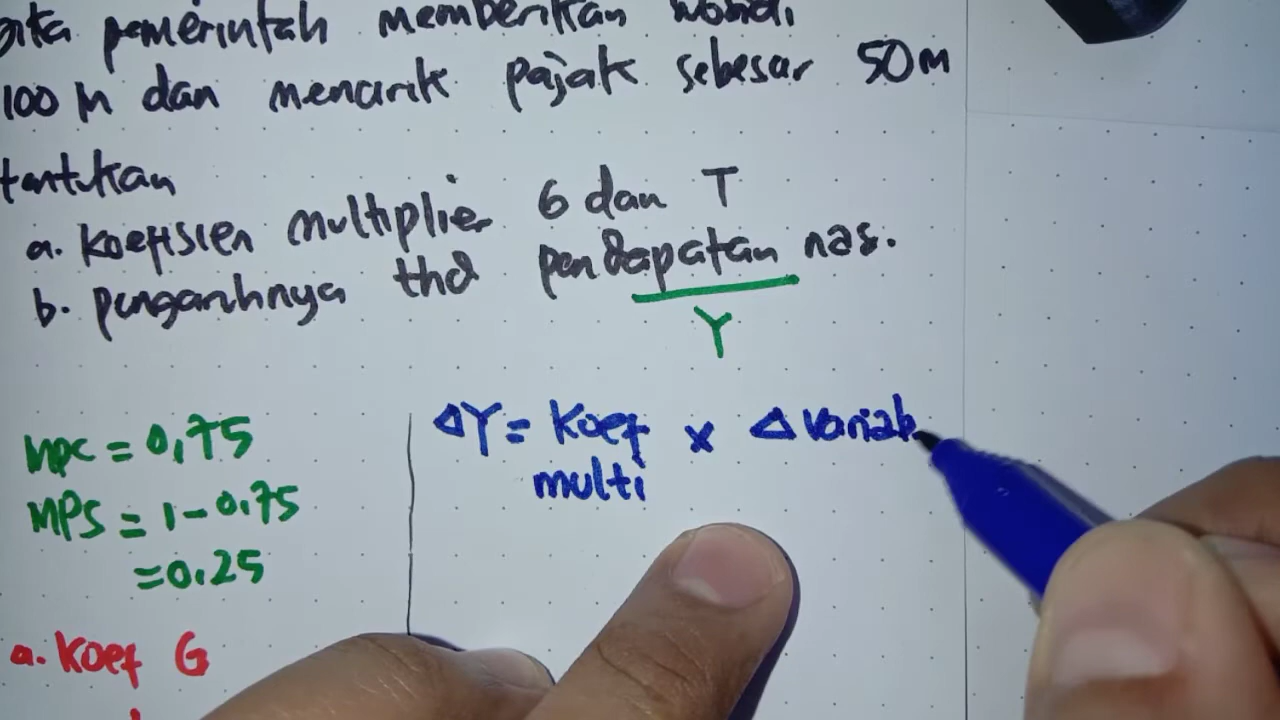 pemerintah memberikan
100 M dan menarik pajak sebesar 50M
tentukan
a. Koefisien multiplier G dan T
b. pengaruhnya thd pendapatan nas.
Y
MPC = 0,75
MPS = 1 - 0.75
= 0.25
a. Koef G
ΔY = Koef multi x Δ variab